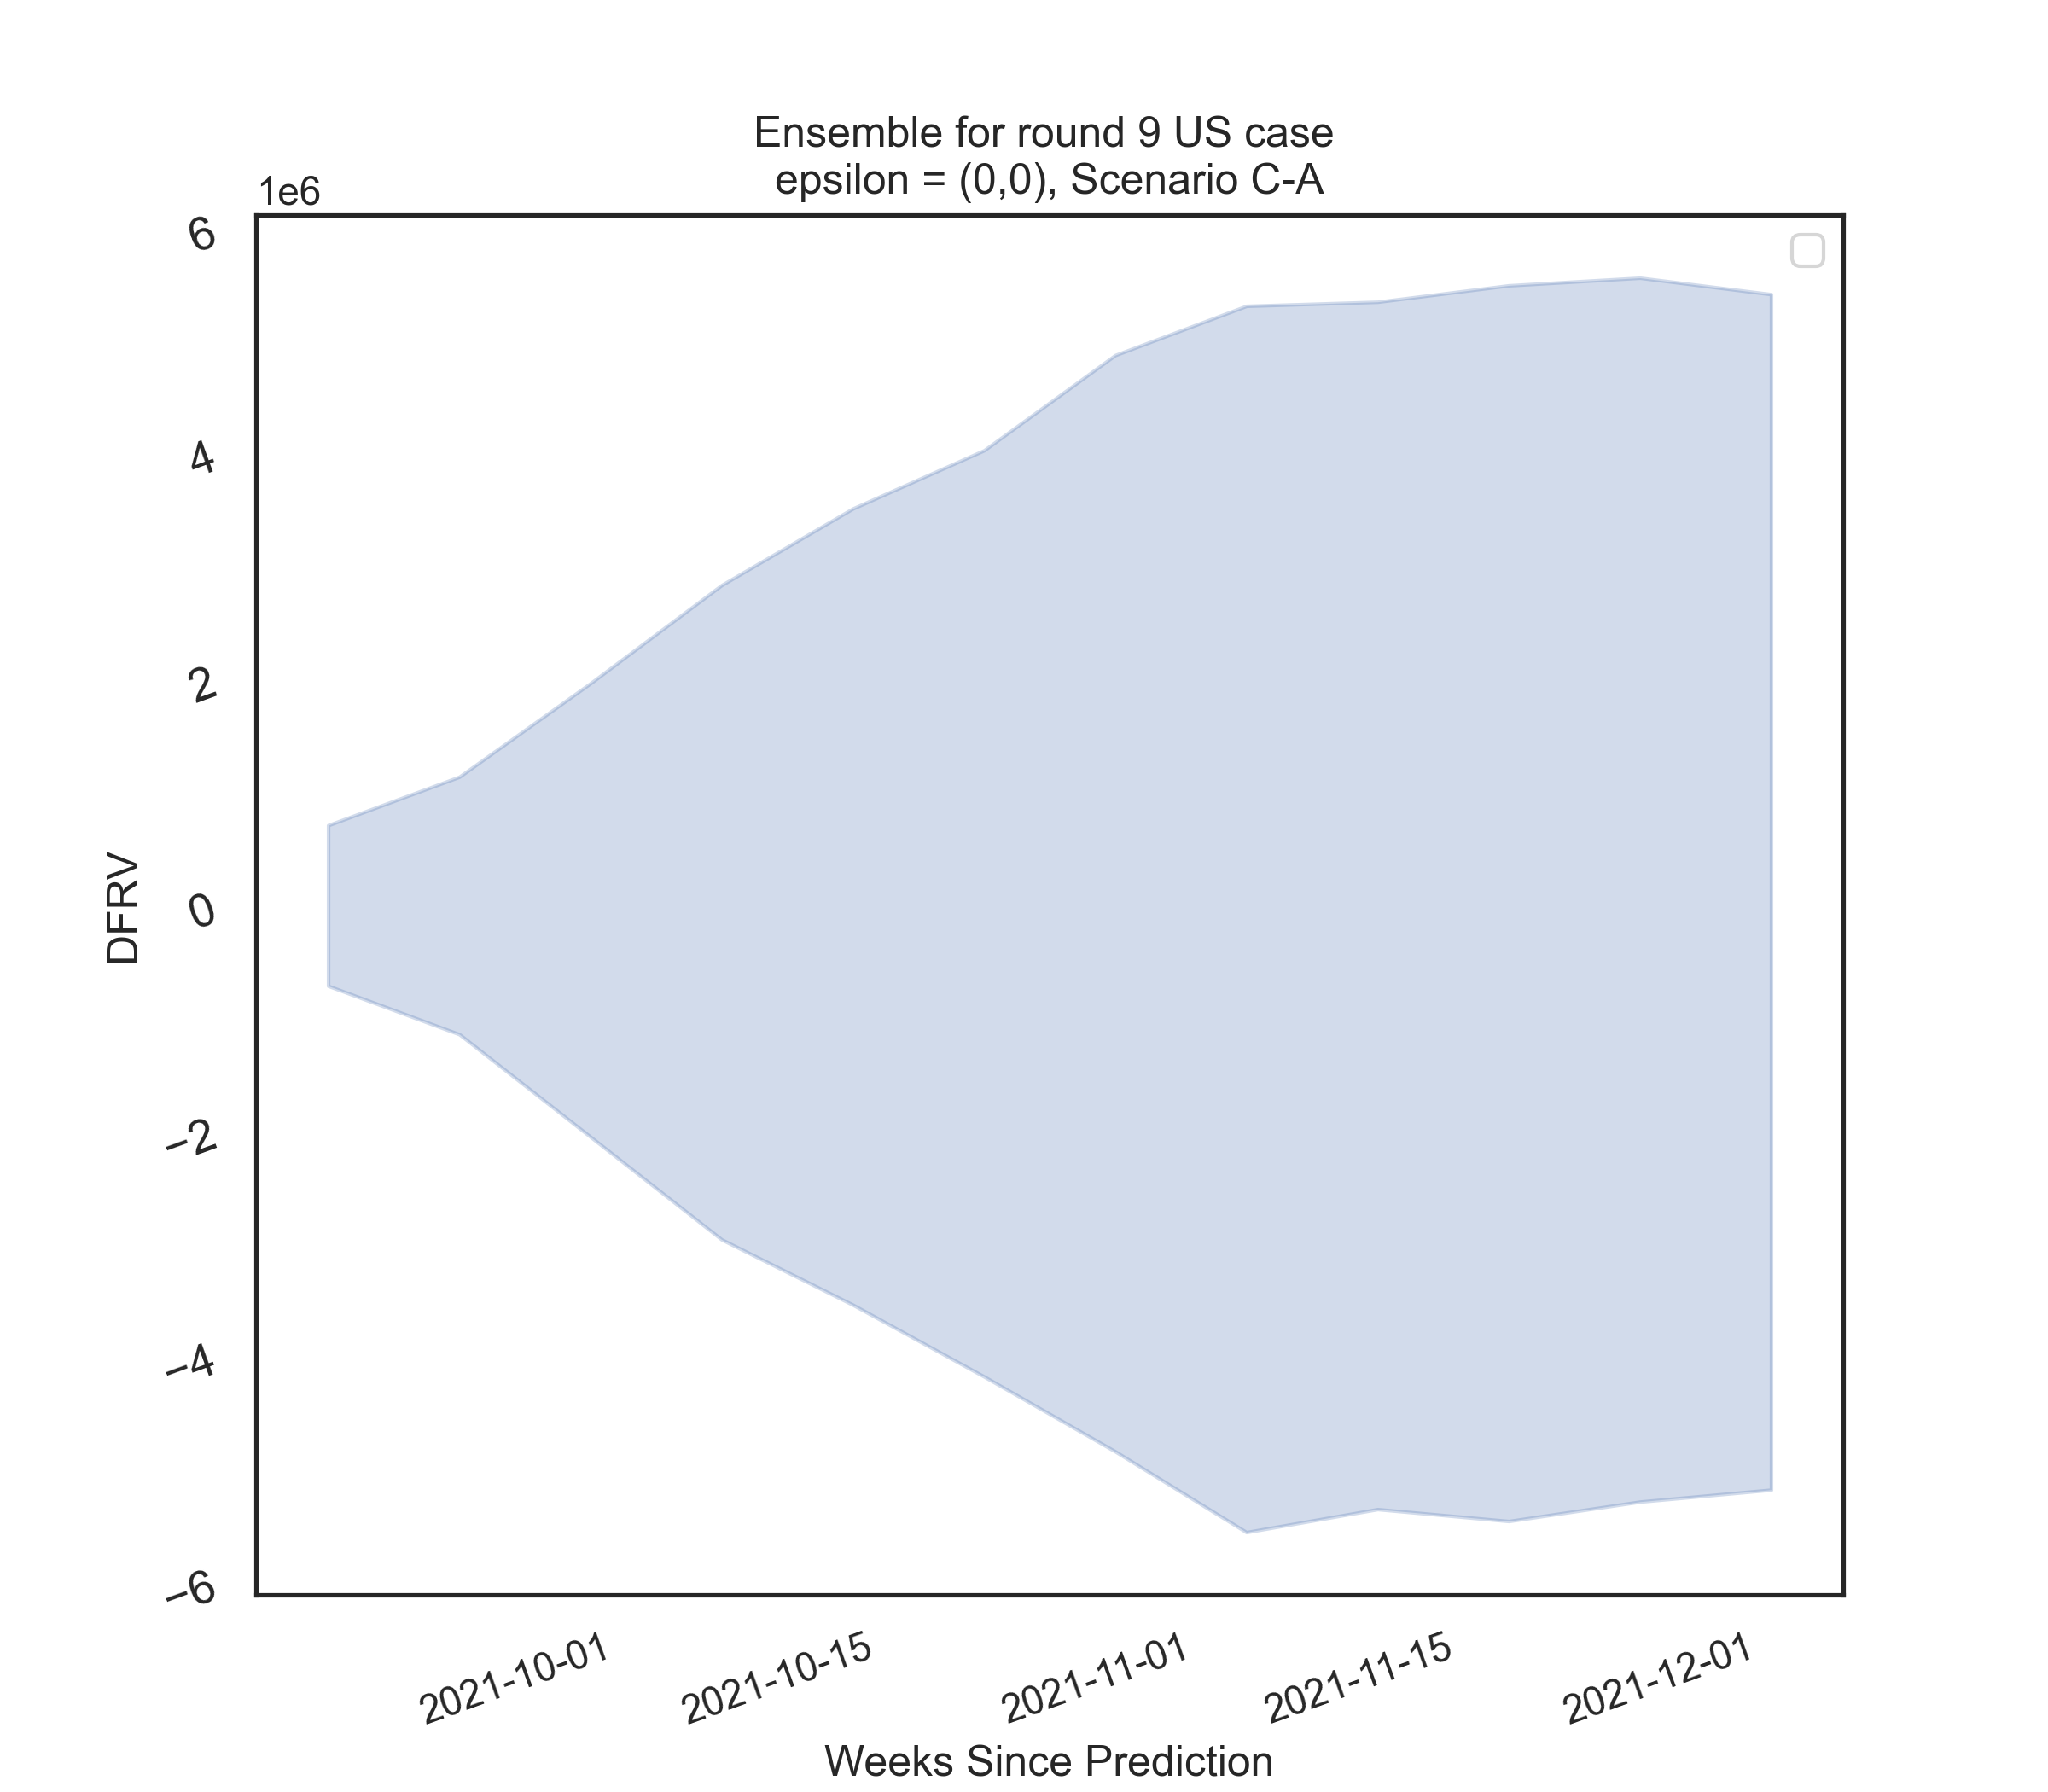 Ensemble for round 9 US case
epsilon = (0,0), Scenario C-A
1e6
6
4
2
0
−2
−4
−6
DFRV
2021-10-01
2021-10-15
2021-11-01
2021-11-15
2021-12-01
Weeks Since Prediction